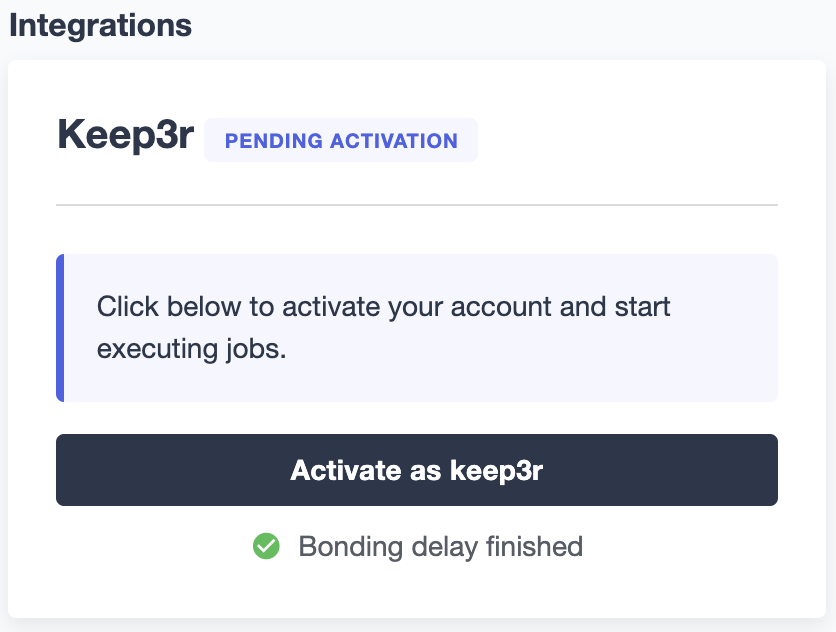 Integrations
Keep3r PENDING ACTIVATION
Click below to activate your account and start
executing jobs.
Activate as keep3r
Bonding delay finished